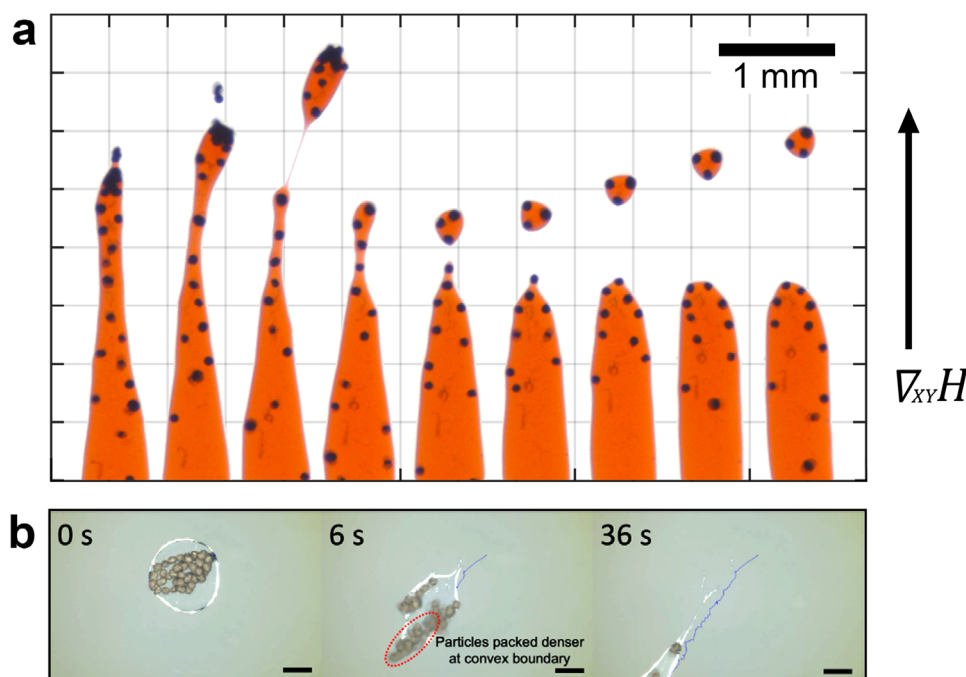 a
1 mm
∇XYH
b
0 s
6 s
36 s
Particles packed denser
at convex boundary